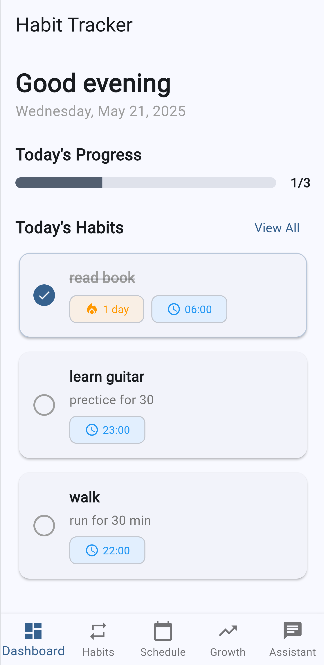 Habit Tracker
Good evening
Wednesday, May 21, 2025
Today's Progress
1/3
Today's Habits
View All
read book
1 day
06:00
learn guitar
prectice for 30
23:00
walk
run for 30 min
22:00
Dashboard
Habits
Schedule
Growth
Assistant